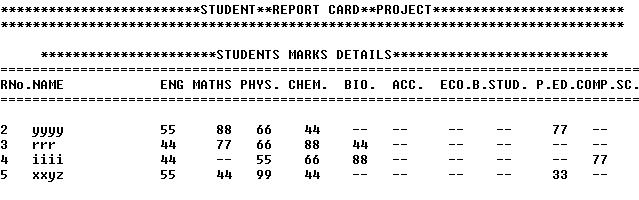 *************************STUDENT**REPORT CARD**PROJECT************************
******************************************************************************
**********************STUDENTS MARKS DETAILS***************************
================================================================================
RNo.NAME ENG MATHS PHYS. CHEM. BIO. ACC. ECO.B.STUD. P.ED.COMP.SC.
================================================================================
2 yyyy 55 88 66 44 -- -- -- -- 77 --
3 rrr 44 77 66 88 44 -- -- -- -- --
4 iiii 44 -- 55 66 88 -- -- -- -- 77
5 xxyz 55 44 99 44 -- -- -- -- 33 --